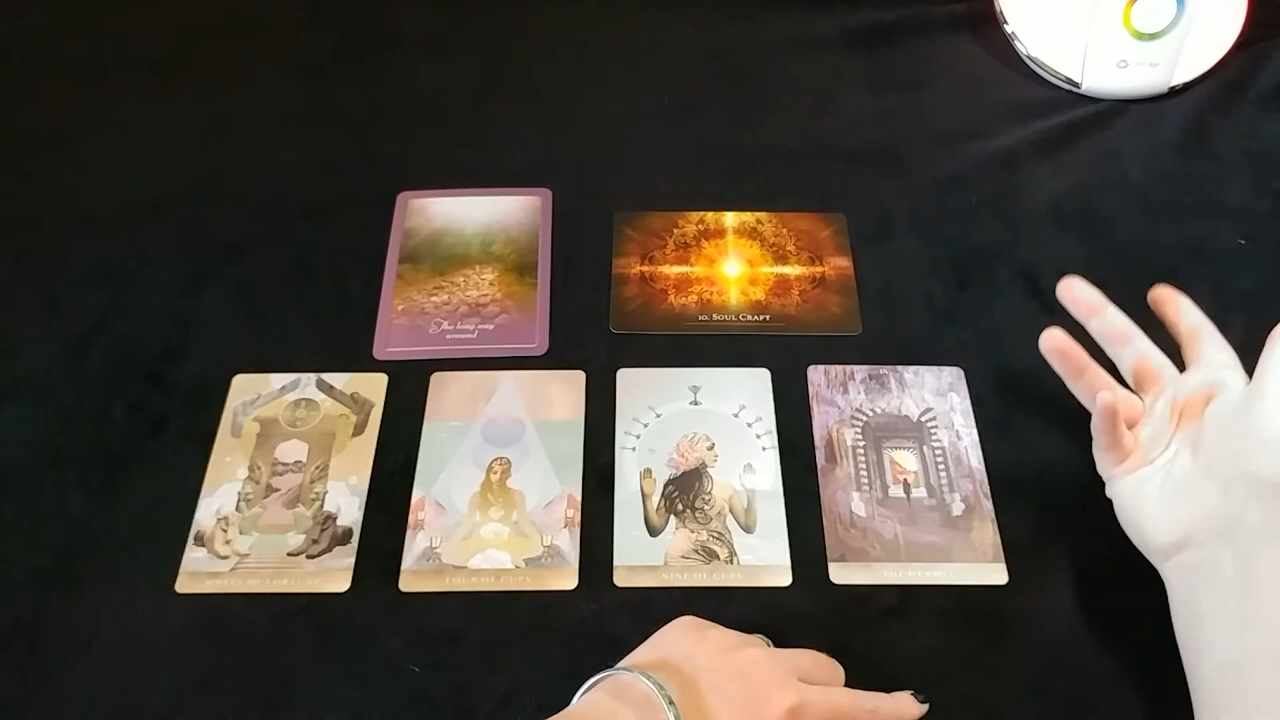 The long way
around
10. SOUL CRAFT
WHEEL OF FORTUNE
FOUR OF CUPS
NINE OF CUPS
THE HERMIT